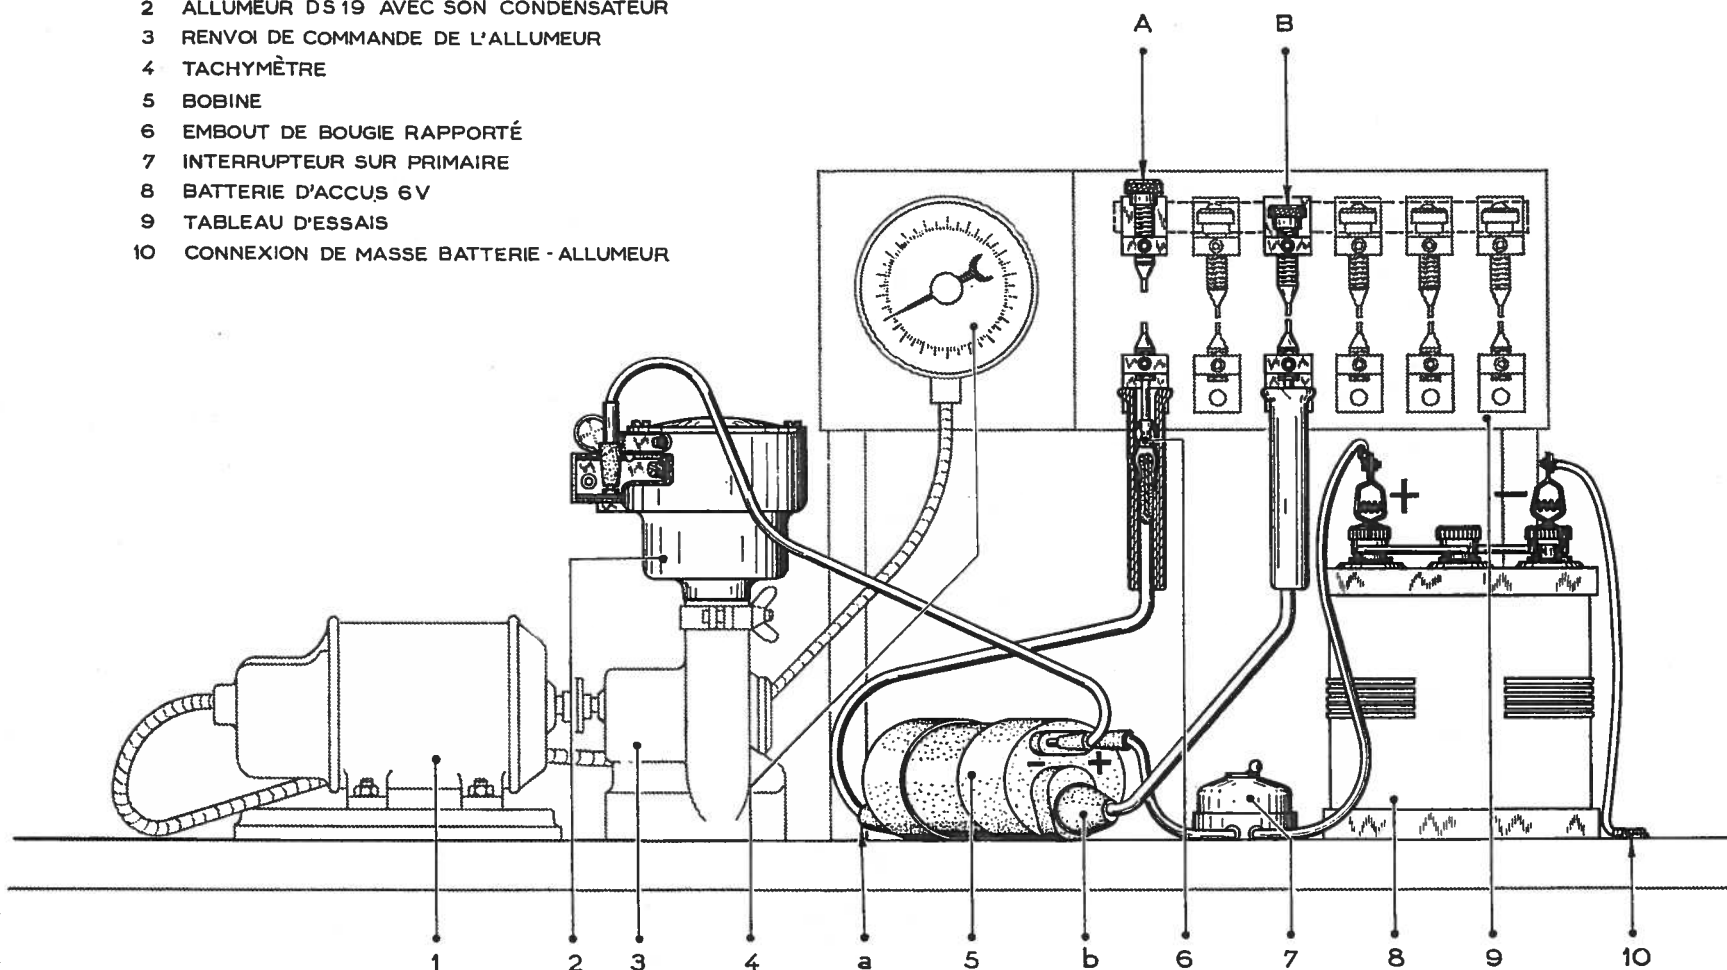 2 ALLUMEUR DS19 AVEC SON CONDENSATEUR
3 RENVOI DE COMMANDE DE L'ALLUMEUR
4 TACHYMÈTRE
5 BOBINE
6 EMBOUT DE BOUGIE RAPPORTÉ
7 INTERRUPTEUR SUR PRIMAIRE
8 BATTERIE D'ACCUS 6V
9 TABLEAU D'ESSAIS
10 CONNEXION DE MASSE BATTERIE - ALLUMEUR
A B
+ -
- +
1 2 3 4 a 5 b 6 7 8 9 10